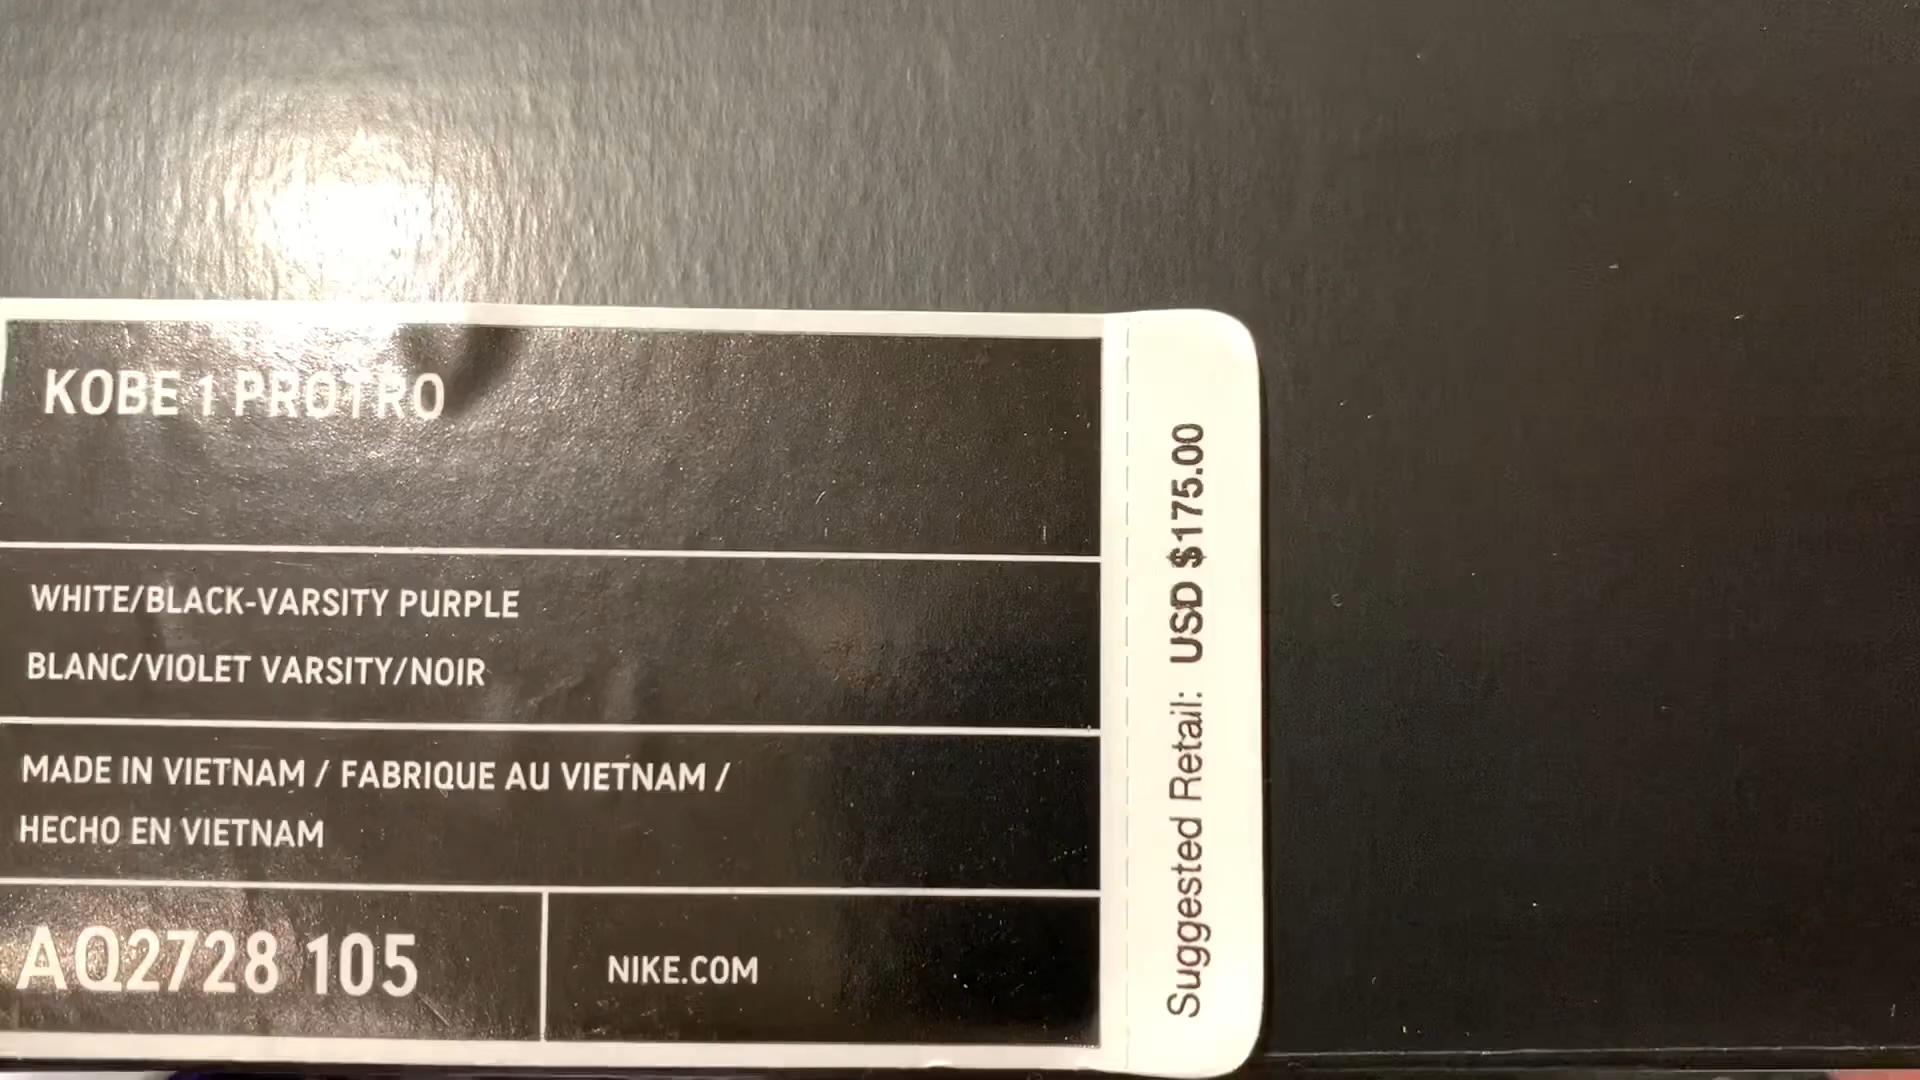 KOBE 1 PROTRO
WHITE/BLACK-VARSITY PURPLE
BLANC/VIOLET VARSITY/NOIR
MADE IN VIETNAM / FABRIQUE AU VIETNAM /
HECHO EN VIETNAM
AQ2728 105
NIKE.COM
Suggested Retail: USD $175.00